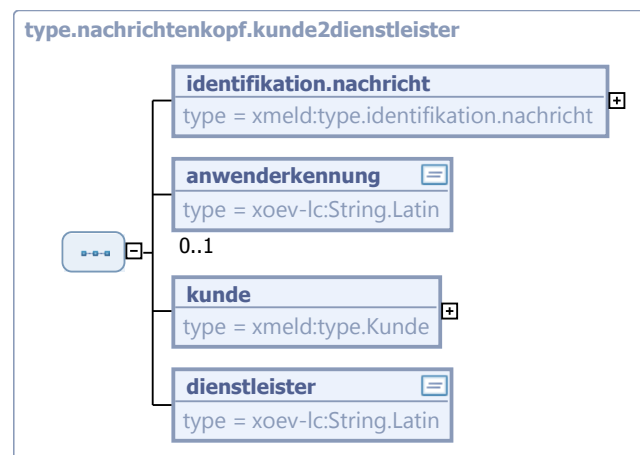 type.nachrichtenkopf.kunde2dienstleister
identifikation.nachricht
type = xmeld:type.identifikation.nachricht
anwenderkennung
type = xoev-lc:String.Latin
0..1
kunde
type = xmeld:type.Kunde
dienstleister
type = xoev-lc:String.Latin